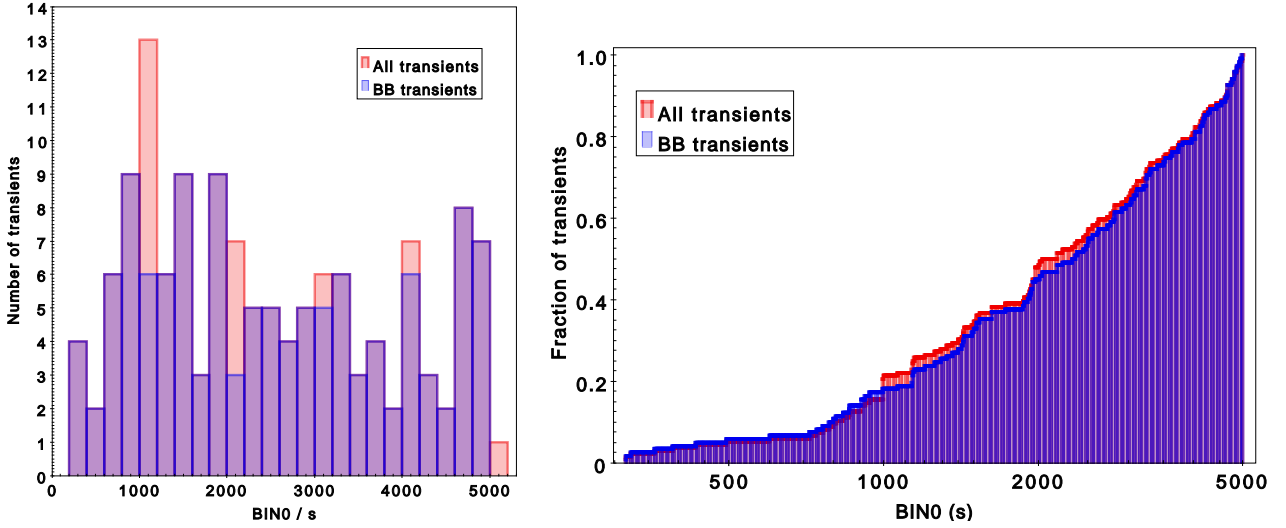 14
13
12
11
10
9
8
7
6
5
4
3
2
1
0
Number of transients
All transients
BB transients
0 1000 2000 3000 4000 5000
BIN0 / s
1.0
0.8
0.6
0.4
0.2
0
Fraction of transients
All transients
BB transients
500 1000 2000 5000
BIN0 (s)